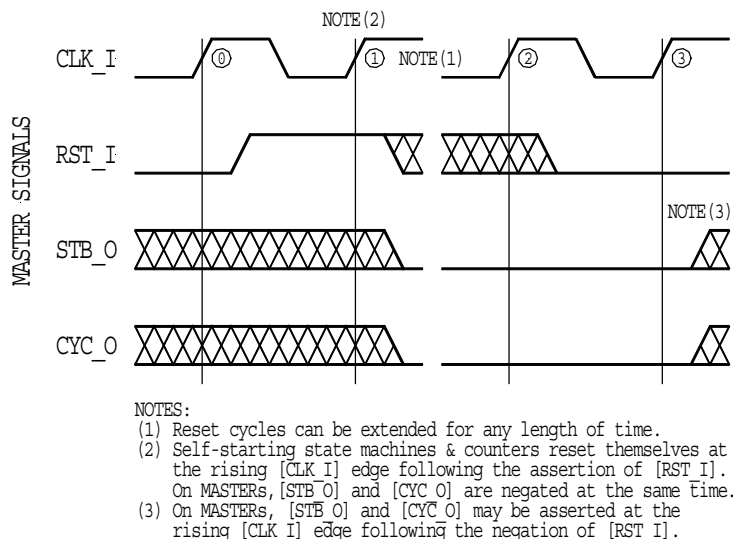 NOTE(2)
CLK_I
0
1
NOTE(1)
2
3
MASTER SIGNALS
RST_I
NOTE(3)
STB_O
CYC_O
NOTES:
(1) Reset cycles can be extended for any length of time.
(2) Self-starting state machines & counters reset themselves at
the rising [CLK_I] edge following the assertion of [RST_I].
On MASTERs, [STB_O] and [CYC_O] are negated at the same time.
(3) On MASTERs, [STB_O] and [CYC_O] may be asserted at the
rising [CLK_I] edge following the negation of [RST_I].